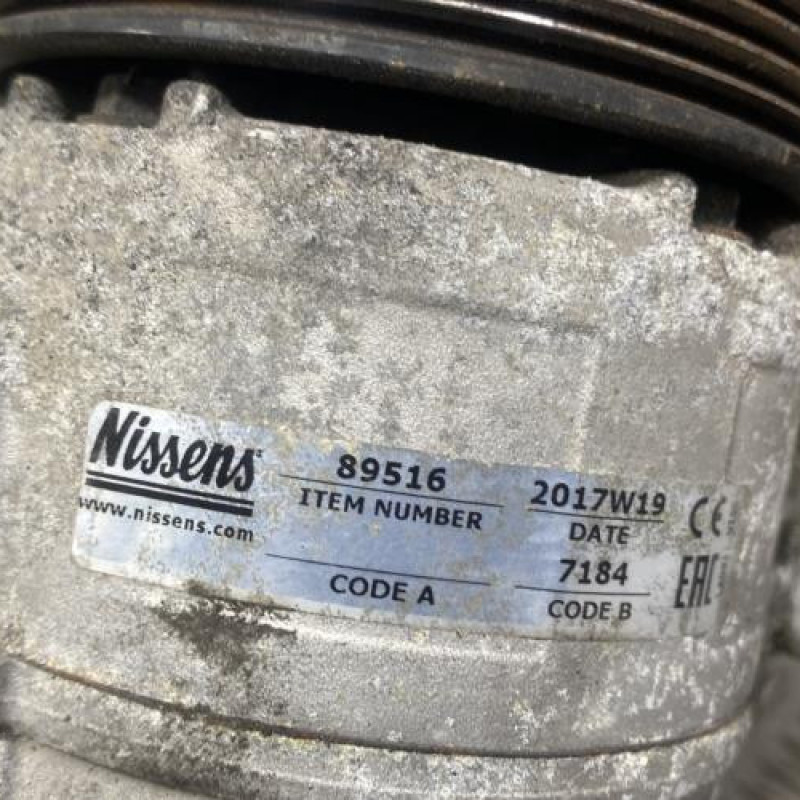 Nissens
www.nissens.com
89516
ITEM NUMBER
2017W19
DATE
CE
CODE A
7184
CODE B
EAC